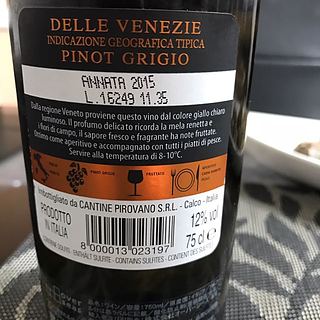 DELLE VENEZIE
INDICAZIONE GEOGRAFICA TIPICA
PINOT GRIGIO
ANNATA 2015
L.16249 11.35
Dalla regione Veneto proviene questo vino dal colore giallo chiaro
luminoso. Il profumo delicato ricorda la mela renetta e
i fiori di campo, il sapore fresco e fragrante ha note fruttate.
Ottimo come aperitivo e accompagnato con tutti i piatti di pesce.
Servire alla temperatura di 8-10°C.
PINOT GRIGIO
FRUTTATO
Imbottigliato da CANTINE PIROVANO S.R.L. - Calco - Italia
PRODOTTO
IN ITALIA
12% vol
75 cl e
8 000013 023197
ENTHÄLT SULFITE - CONTAINS SULFITES - CONTIENT DES